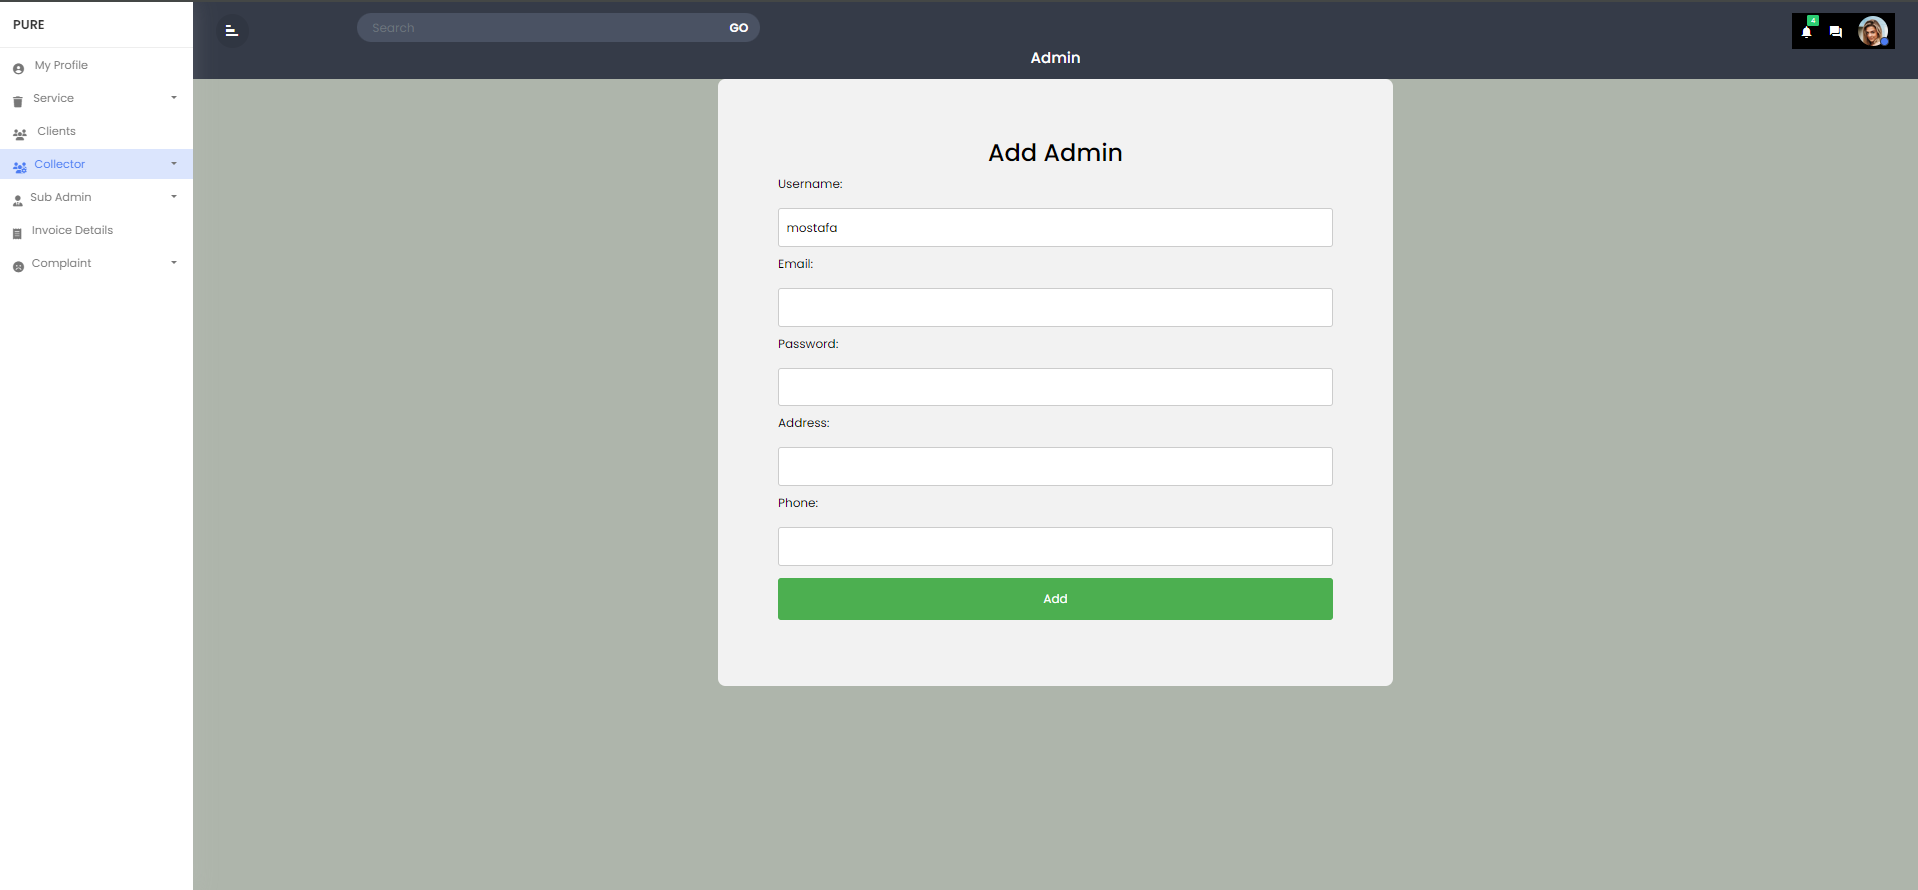 PURE
My Profile
Service
Clients
Collector
Sub Admin
Invoice Details
Complaint
Search
GO
4
Admin
Add Admin
Username:
mostafa
Email:
Password:
Address:
Phone:
Add